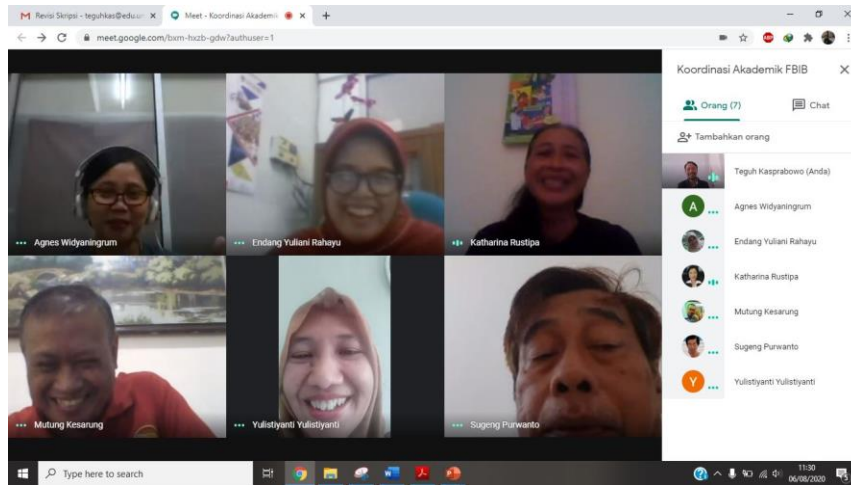 Revisi Skripsi - teguhkas@edu.un
Meet - Koordinasi Akademi
meet.google.com/bxm-hxzb-gdw?authuser=1
Koordinasi Akademik FBIB
Orang (7)
Chat
Tambahkan orang
Teguh Kasprabowo (Anda)
A
Agnes Widyaningrum
Endang Yuliani Rahayu
Katharina Rustipa
Mutung Kesarung
Sugeng Purwanto
Y
Yulistiyanti Yulistiyanti
Agnes Widyaningrum
Endang Yuliani Rahayu
Katharina Rustipa
Mutung Kesarung
Yulistiyanti Yulistiyanti
Sugeng Purwanto
Type here to search
11:30
06/08/2020